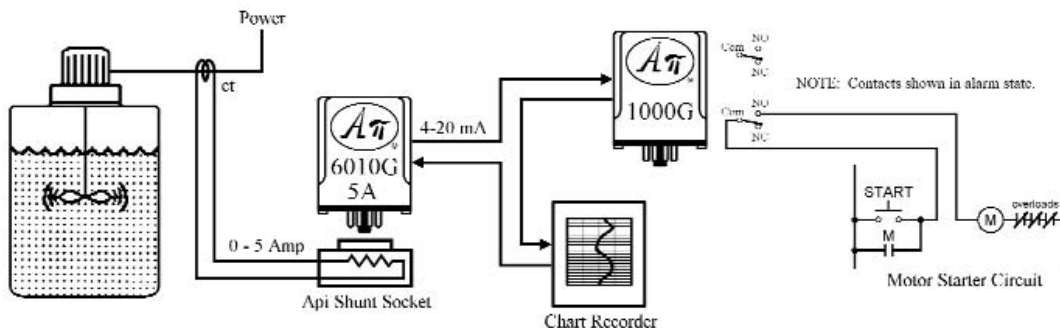 Power
ct
Aπ
®
6010G
5A
0 - 5 Amp
Api Shunt Socket
4-20 mA
Chart Recorder
Aπ
®
1000G
NO
Com
NC
NOTE: Contacts shown in alarm state.
NO
Com
NC
START
M
M
overloads
Motor Starter Circuit